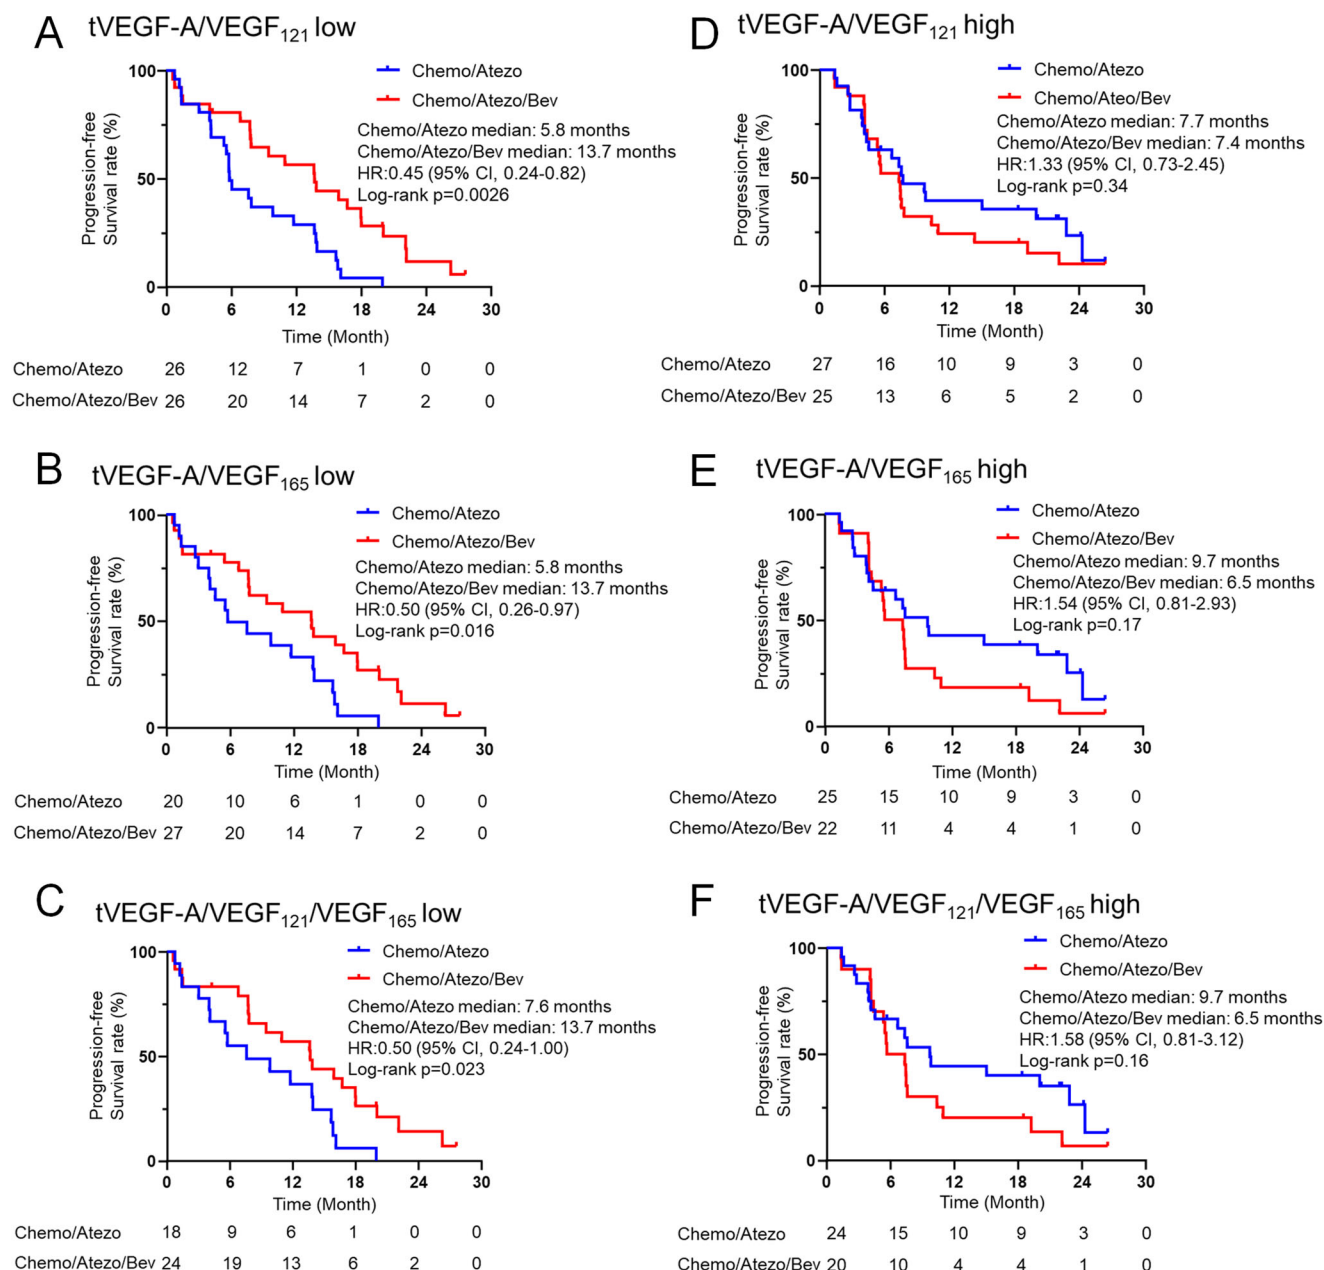 A tVEGF-A/VEGF121 low
Chemo/Atezo
Chemo/Atezo/Bev
Chemo/Atezo median: 5.8 months
Chemo/Atezo/Bev median: 13.7 months
HR:0.45 (95% CI, 0.24-0.82)
Log-rank p=0.0026
Progression-free
Survival rate (%)
100
50
0
0 6 12 18 24 30
Time (Month)
Chemo/Atezo 26 12 7 1 0 0
Chemo/Atezo/Bev 26 20 14 7 2 0
B tVEGF-A/VEGF165 low
Chemo/Atezo
Chemo/Atezo/Bev
Chemo/Atezo median: 5.8 months
Chemo/Atezo/Bev median: 13.7 months
HR:0.50 (95% CI, 0.26-0.97)
Log-rank p=0.016
Progression-free
Survival rate (%)
100
50
0
0 6 12 18 24 30
Time (Month)
Chemo/Atezo 20 10 6 1 0 0
Chemo/Atezo/Bev 27 20 14 7 2 0
C tVEGF-A/VEGF121/VEGF165 low
Chemo/Atezo
Chemo/Atezo/Bev
Chemo/Atezo median: 7.6 months
Chemo/Atezo/Bev median: 13.7 months
HR:0.50 (95% CI, 0.24-1.00)
Log-rank p=0.023
Progression-free
Survival rate (%)
100
50
0
0 6 12 18 24 30
Time (Month)
Chemo/Atezo 18 9 6 1 0 0
Chemo/Atezo/Bev 24 19 13 6 2 0
D tVEGF-A/VEGF121 high
Chemo/Atezo
Chemo/Ateo/Bev
Chemo/Atezo median: 7.7 months
Chemo/Atezo/Bev median: 7.4 months
HR:1.33 (95% CI, 0.73-2.45)
Log-rank p=0.34
Progression-free
Survival rate (%)
100
50
0
0 6 12 18 24 30
Time (Month)
Chemo/Atezo 27 16 10 9 3 0
Chemo/Atezo/Bev 25 13 6 5 2 0
E tVEGF-A/VEGF165 high
Chemo/Atezo
Chemo/Atezo/Bev
Chemo/Atezo median: 9.7 months
Chemo/Atezo/Bev median: 6.5 months
HR:1.54 (95% CI, 0.81-2.93)
Log-rank p=0.17
Progression-free
Survival rate (%)
100
50
0
0 6 12 18 24 30
Time (Month)
Chemo/Atezo 25 15 10 9 3 0
Chemo/Atezo/Bev 22 11 4 4 1 0
F tVEGF-A/VEGF121/VEGF165 high
Chemo/Atezo
Chemo/Atezo/Bev
Chemo/Atezo median: 9.7 months
Chemo/Atezo/Bev median: 6.5 months
HR:1.58 (95% CI, 0.81-3.12)
Log-rank p=0.16
Progression-free
Survival rate (%)
100
50
0
0 6 12 18 24 30
Time (Month)
Chemo/Atezo 24 15 10 9 3 0
Chemo/Atezo/Bev 20 10 4 4 1 0